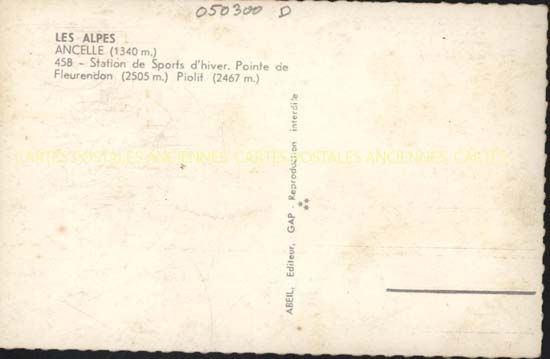 050300 D
LES ALPES
ANCELLE (1340 m.)
458 - Station de Sports d'hiver. Pointe de
Fleurendon (2505 m.) Piolit (2467 m.)
CARTES POSTALES ANCIENNES CARTES POSTALES ANCIENNES CARTES
ABEIL, Editeur, GAP - Reproduction interdite